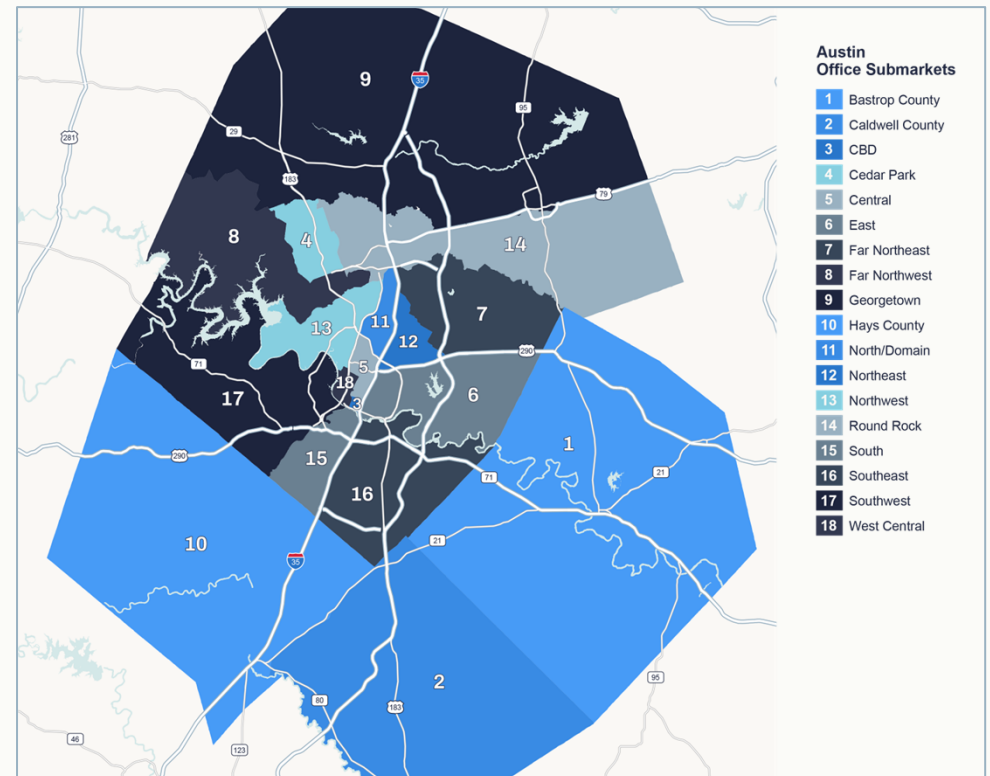 Austin
Office Submarkets
1 Bastrop County
2 Caldwell County
3 CBD
4 Cedar Park
5 Central
6 East
7 Far Northeast
8 Far Northwest
9 Georgetown
10 Hays County
11 North/Domain
12 Northeast
13 Northwest
14 Round Rock
15 South
16 Southeast
17 Southwest
18 West Central
9
35
95
281
29
183
79
8
4
14
7
11
13
12
290
5
71
18
6
17
3
1
290
15
21
71
16
21
10
35
95
2
80
183
46
123